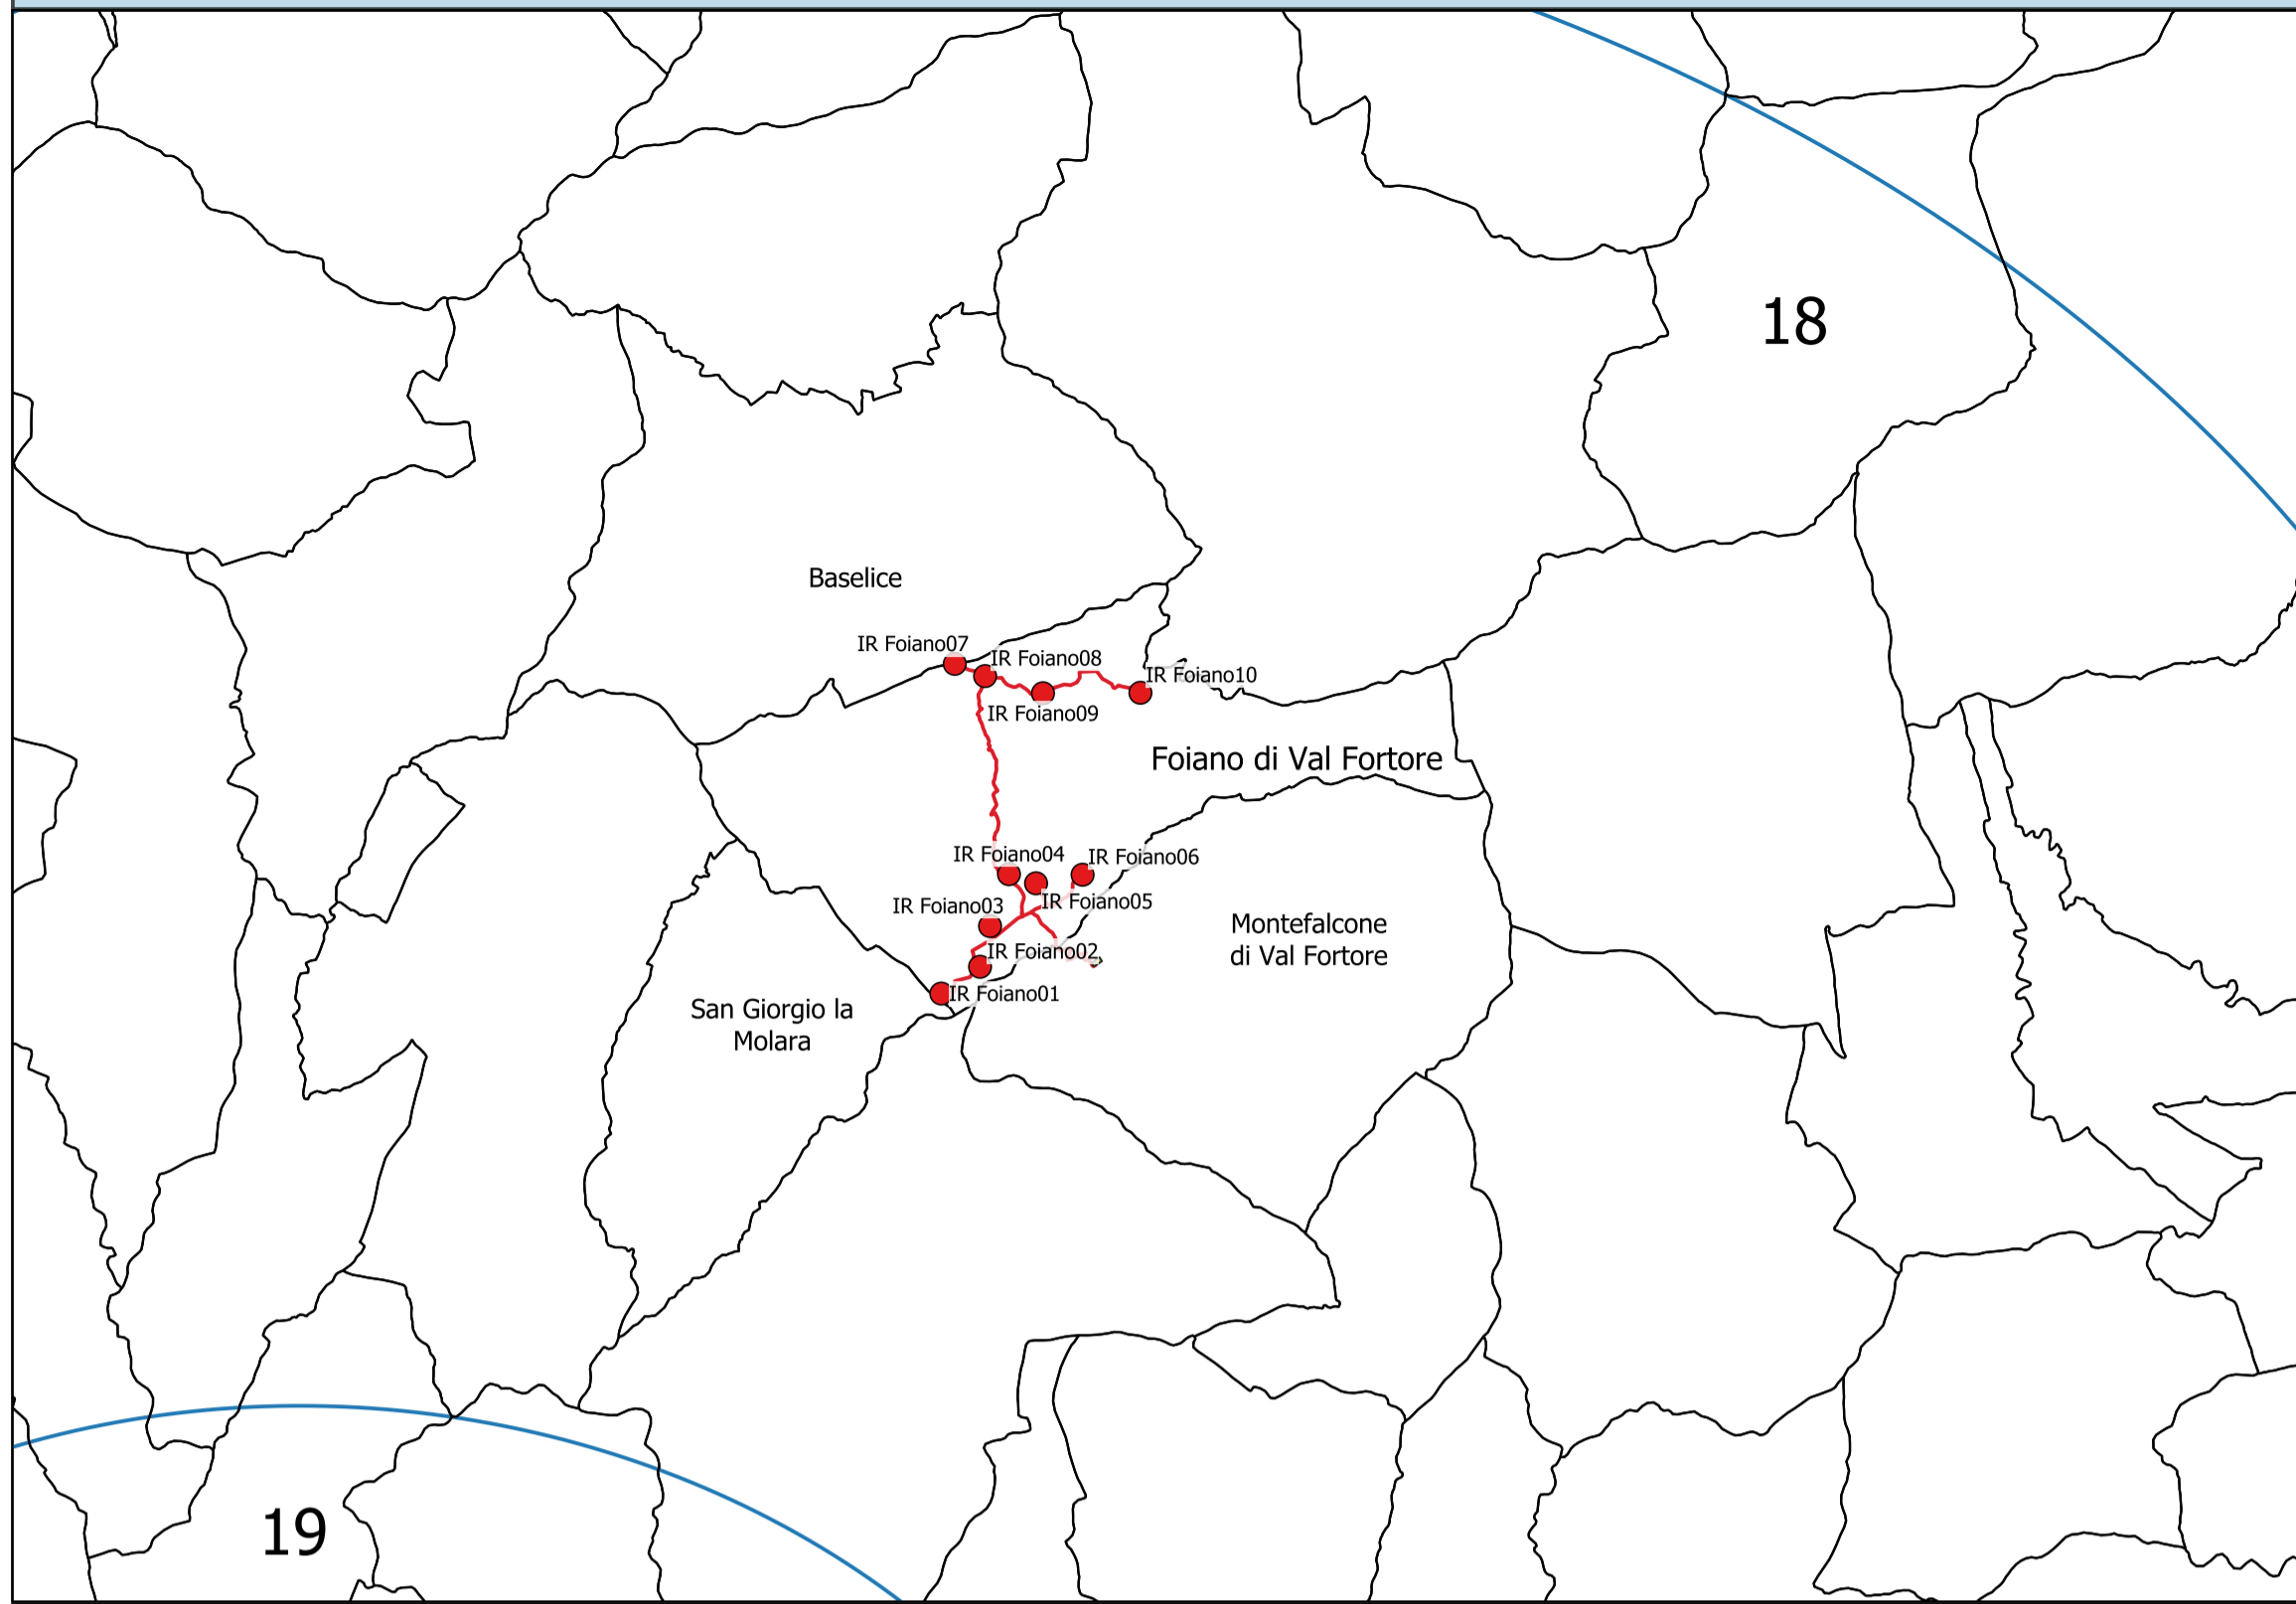 18
Baselice
IR Foiano07
IR Foiano08
IR Foiano10
IR Foiano09
Foiano di Val Fortore
IR Foiano04
IR Foiano06
IR Foiano05
IR Foiano03
Montefalcone
di Val Fortore
IR Foiano02
IR Foiano01
San Giorgio la
Molara
19